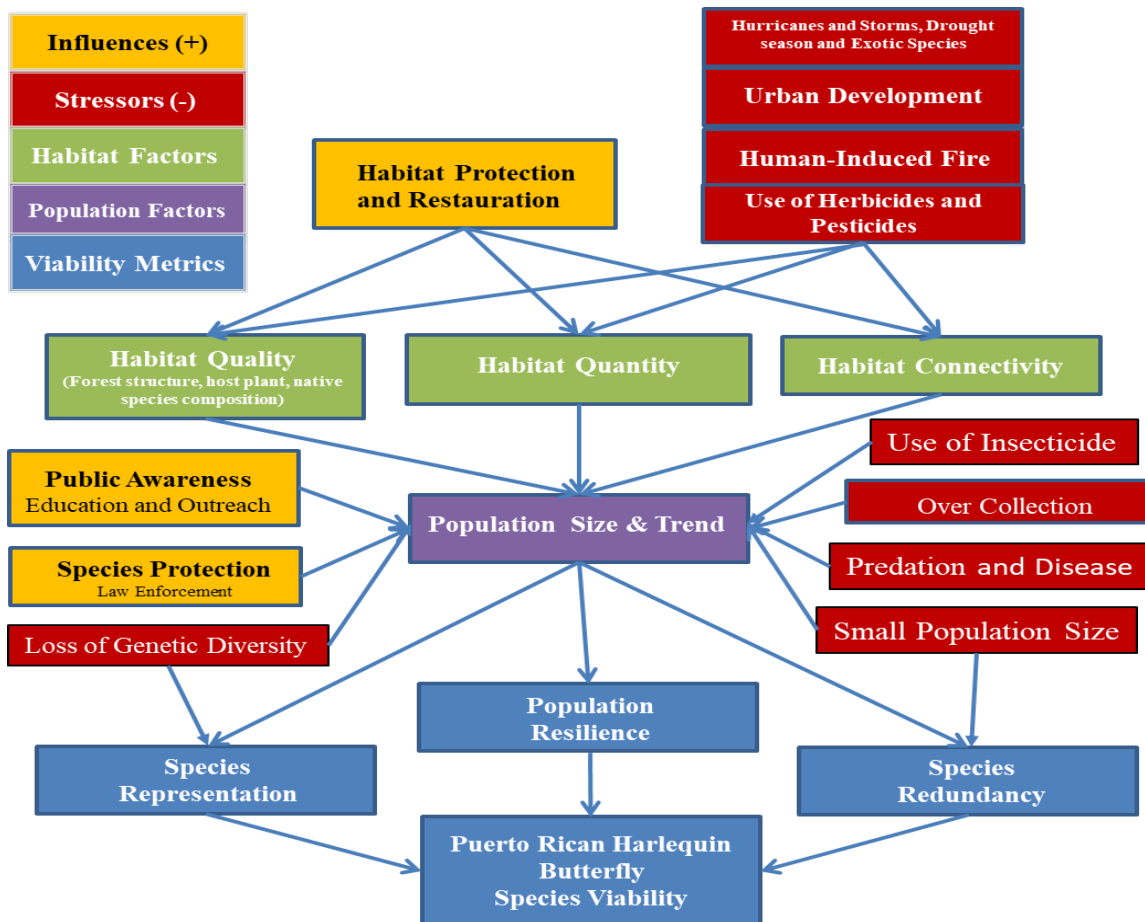 Influences (+)
Stressors (-)
Habitat Factors
Population Factors
Viability Metrics
Hurricanes and Storms, Drought
season and Exotic Species
Urban Development
Human-Induced Fire
Use of Herbicides and
Pesticides
Habitat Protection
and Restauration
Habitat Quality
(Forest structure, host plant, native
species composition)
Habitat Quantity
Habitat Connectivity
Public Awareness
Education and Outreach
Species Protection
Law Enforcement
Loss of Genetic Diversity
Population Size & Trend
Use of Insecticide
Over Collection
Predation and Disease
Small Population Size
Species
Representation
Population
Resilience
Species
Redundancy
Puerto Rican Harlequin
Butterfly
Species Viability